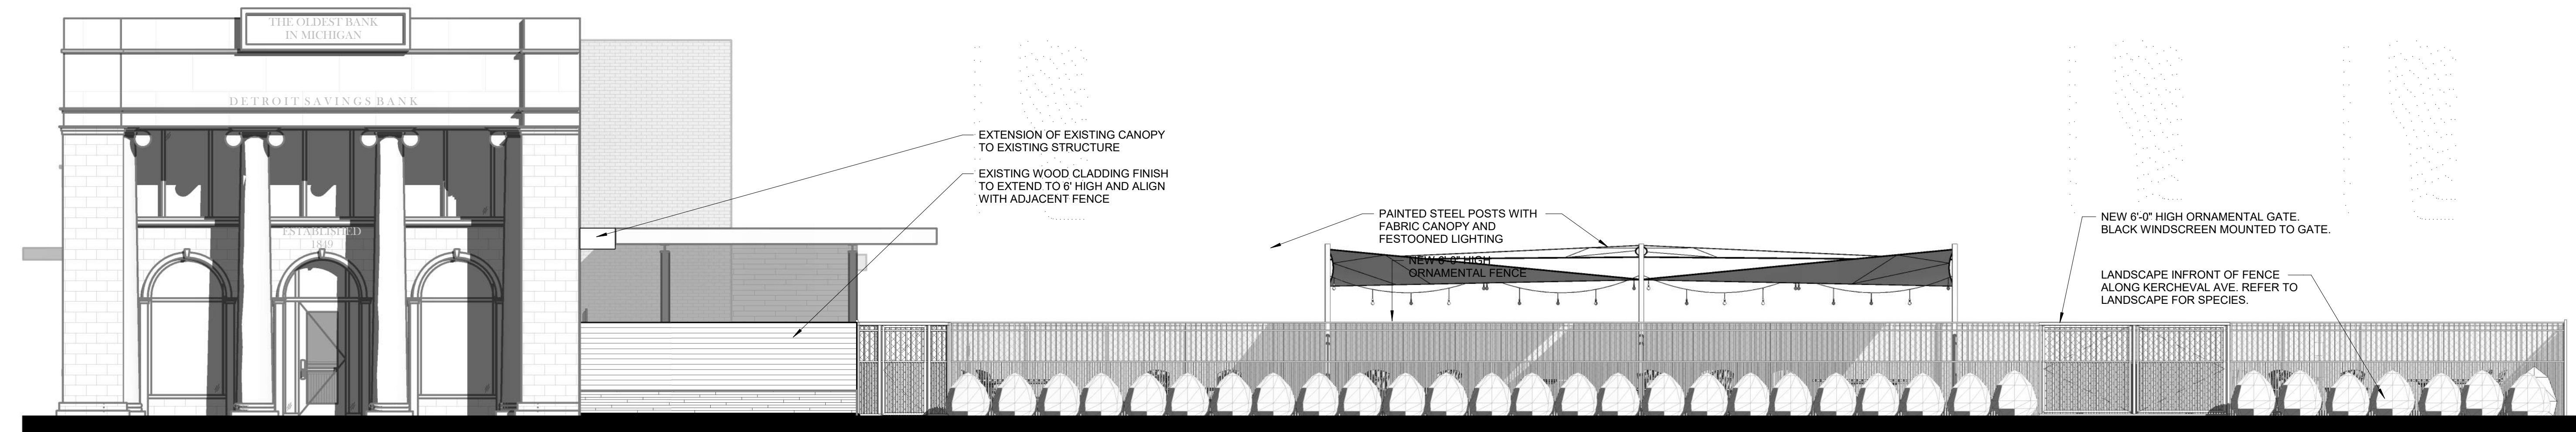 THE OLDEST BANK
IN MICHIGAN
DETROIT SAVINGS BANK
ESTABLISHED
1849
EXTENSION OF EXISTING CANOPY
TO EXISTING STRUCTURE
EXISTING WOOD CLADDING FINISH
TO EXTEND TO 6' HIGH AND ALIGN
WITH ADJACENT FENCE
PAINTED STEEL POSTS WITH
FABRIC CANOPY AND
FESTOONED LIGHTING
NEW 6'-0" HIGH
ORNAMENTAL FENCE
NEW 6'-0" HIGH ORNAMENTAL GATE.
BLACK WINDSCREEN MOUNTED TO GATE.
LANDSCAPE INFRONT OF FENCE
ALONG KERCHEVAL AVE. REFER TO
LANDSCAPE FOR SPECIES.